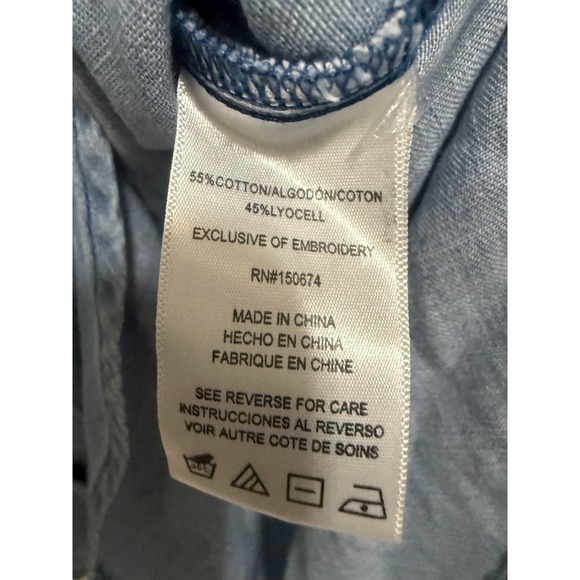 55%COTTON/ALGODÓN/COTON
45%LYOCELL
EXCLUSIVE OF EMBROIDERY
RN#150674
MADE IN CHINA
HECHO EN CHINA
FABRIQUE EN CHINE
SEE REVERSE FOR CARE
INSTRUCCIONES AL REVERSO
VOIR AUTRE COTE DE SOINS